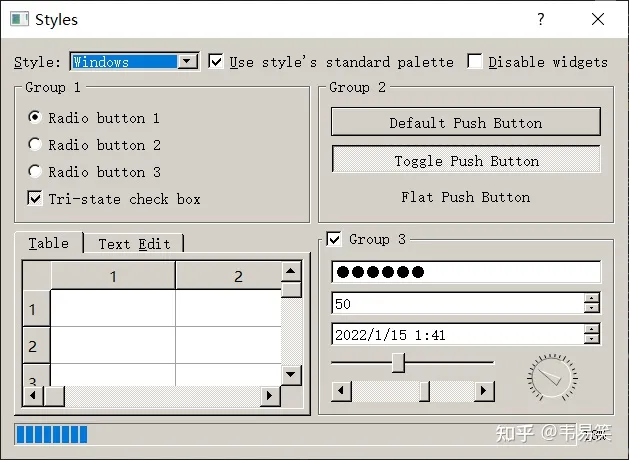 Styles
Style: Windows Use style's standard palette Disable widgets
Group 1
Radio button 1
Radio button 2
Radio button 3
Tri-state check box
Group 2
Default Push Button
Toggle Push Button
Flat Push Button
Table Text Edit
1 2
1
2
3
Group 3
50
2022/1/15 1:41
知乎 @韦易笑